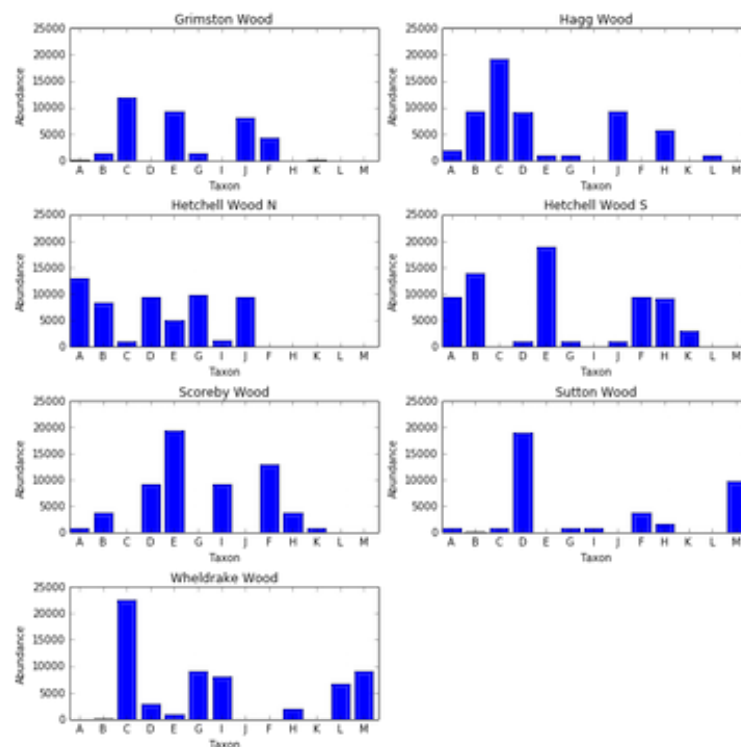 Grimston Wood
25000
20000
15000
10000
5000
0
Abundance
A B C D E G I J F H K L M
Taxon
Hagg Wood
25000
20000
15000
10000
5000
0
Abundance
A B C D E G I J F H K L M
Taxon
Hetchell Wood N
25000
20000
15000
10000
5000
0
Abundance
A B C D E G I J F H K L M
Taxon
Hetchell Wood S
25000
20000
15000
10000
5000
0
Abundance
A B C D E G I J F H K L M
Taxon
Scoreby Wood
25000
20000
15000
10000
5000
0
Abundance
A B C D E G I J F H K L M
Taxon
Sutton Wood
25000
20000
15000
10000
5000
0
Abundance
A B C D E G I J F H K L M
Taxon
Wheldrake Wood
25000
20000
15000
10000
5000
0
Abundance
A B C D E G I J F H K L M
Taxon